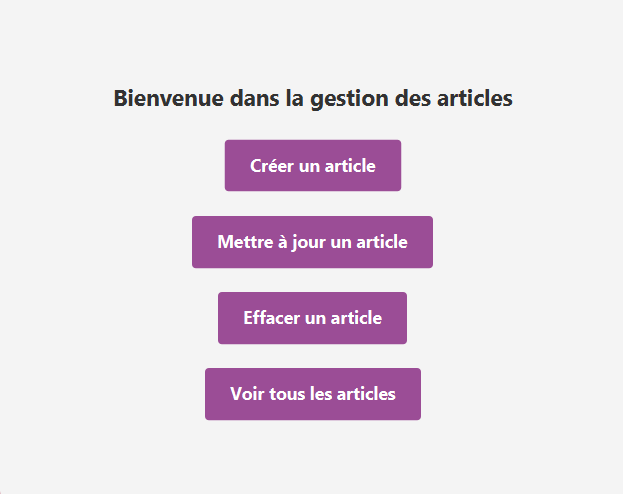 Bienvenue dans la gestion des articles
Créer un article
Mettre à jour un article
Effacer un article
Voir tous les articles